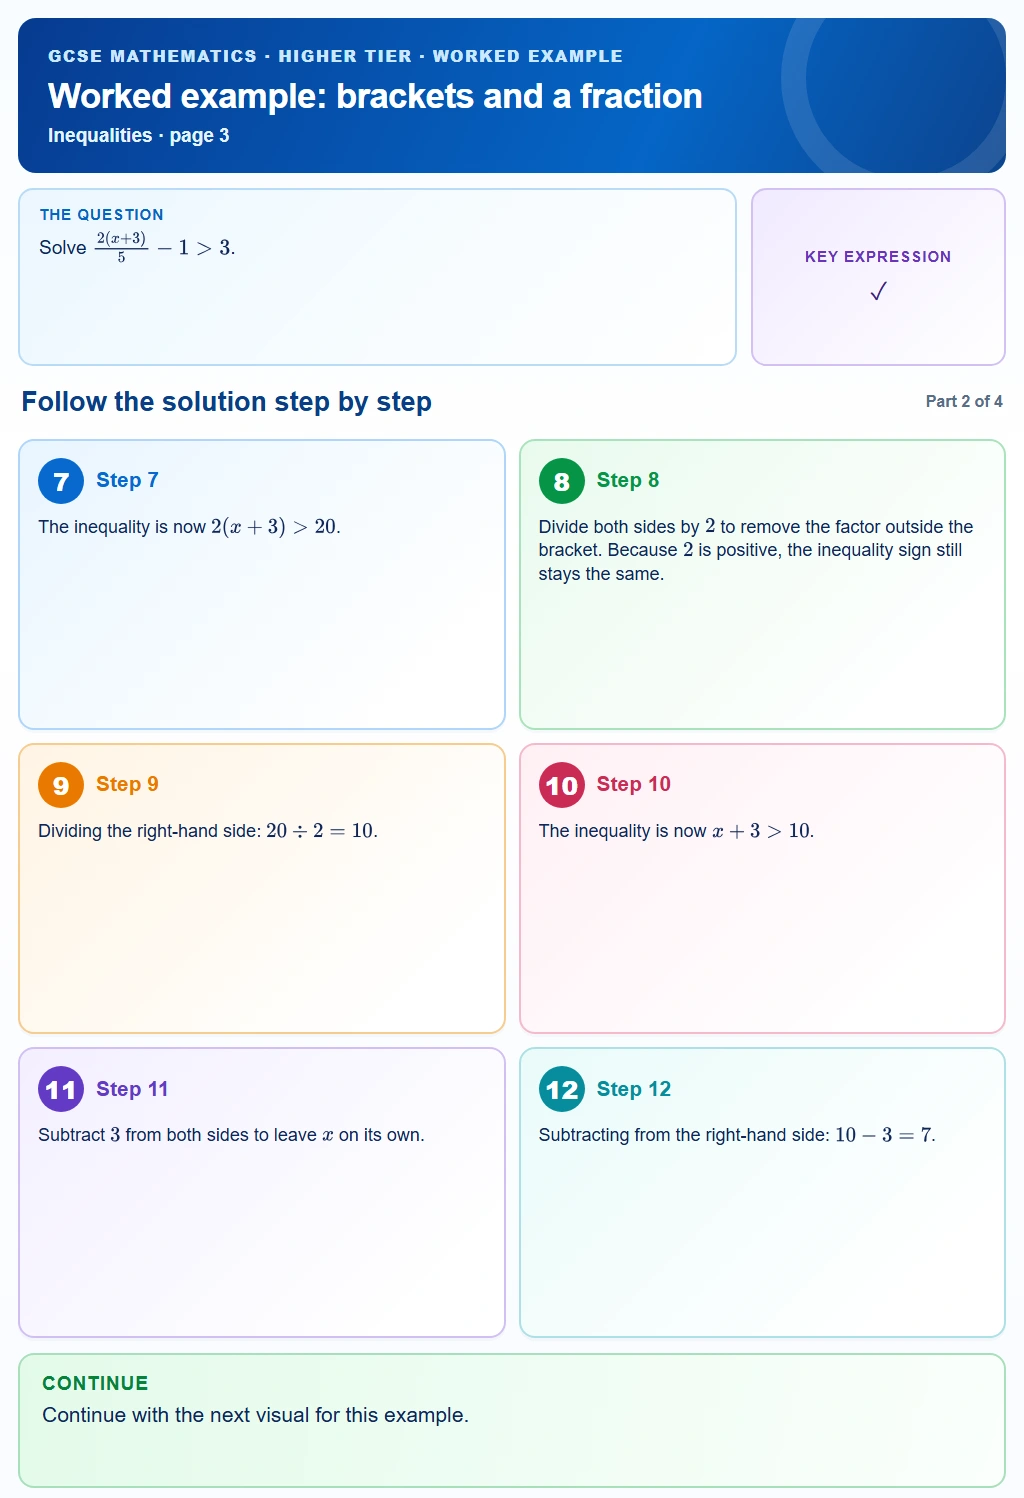 GCSE MATHEMATICS · HIGHER TIER · WORKED EXAMPLE
Worked example: brackets and a fraction
Inequalities · page 3
THE QUESTION
Solve \frac{2(x+3)}{5} − 1 > 3.
KEY EXPRESSION
✓
Follow the solution step by step
Part 2 of 4
7 Step 7
The inequality is now 2(x + 3) > 20.
8 Step 8
Divide both sides by 2 to remove the factor outside the
bracket. Because 2 is positive, the inequality sign still
stays the same.
9 Step 9
Dividing the right-hand side: 20 ÷ 2 = 10.
10 Step 10
The inequality is now x + 3 > 10.
11 Step 11
Subtract 3 from both sides to leave x on its own.
12 Step 12
Subtracting from the right-hand side: 10 − 3 = 7.
CONTINUE
Continue with the next visual for this example.